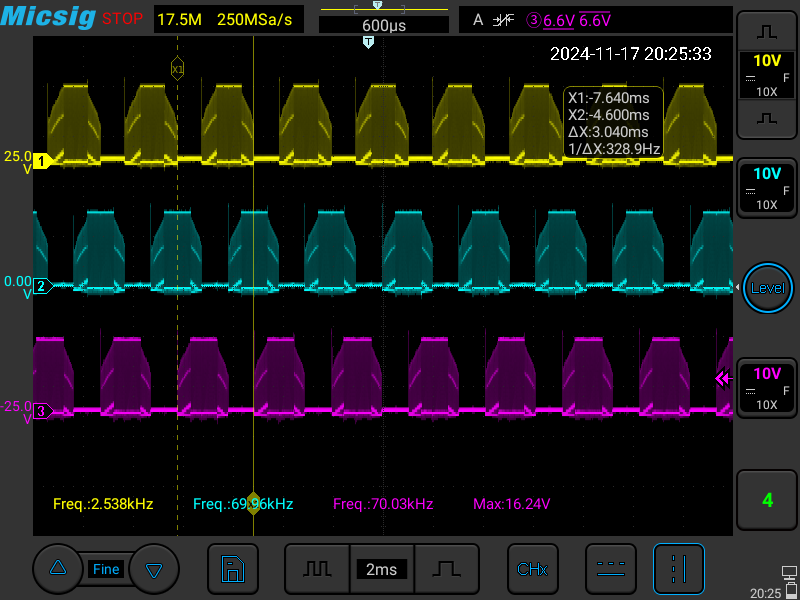 Micsig STOP 17.5M 250MSa/s 600µs A ③ 6.6V 6.6V
T
T
2024-11-17 20:25:33
X1
10V
F
10X
X1:-7.640ms
X2:-4.600ms
ΔX:3.040ms
1/ΔX:328.9Hz
25.0
V
1
10V
F
10X
0.00
V
2
Level
10V
F
10X
-25.0
V
3
Freq.:2.538kHz Freq.:69.96kHz Freq.:70.03kHz Max:16.24V
4
Fine 2ms CHx
20:25